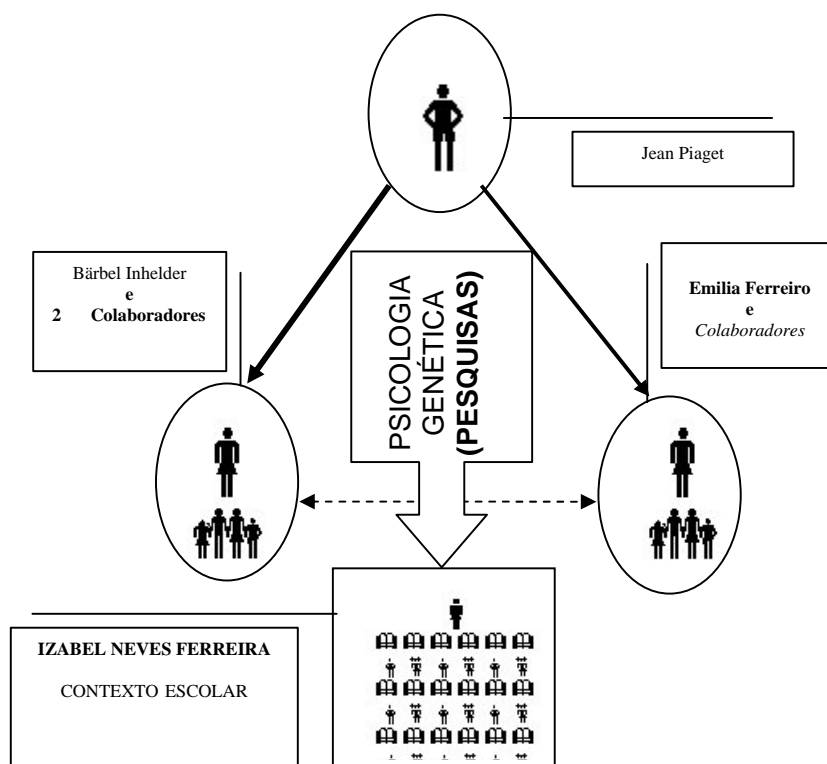 Jean Piaget
Bärbel Inhelder
e
2 Colaboradores
PSICOLOGIA
GENÉTICA
(PESQUISAS)
Emilia Ferreiro
e
Colaboradores
IZABEL NEVES FERREIRA
CONTEXTO ESCOLAR